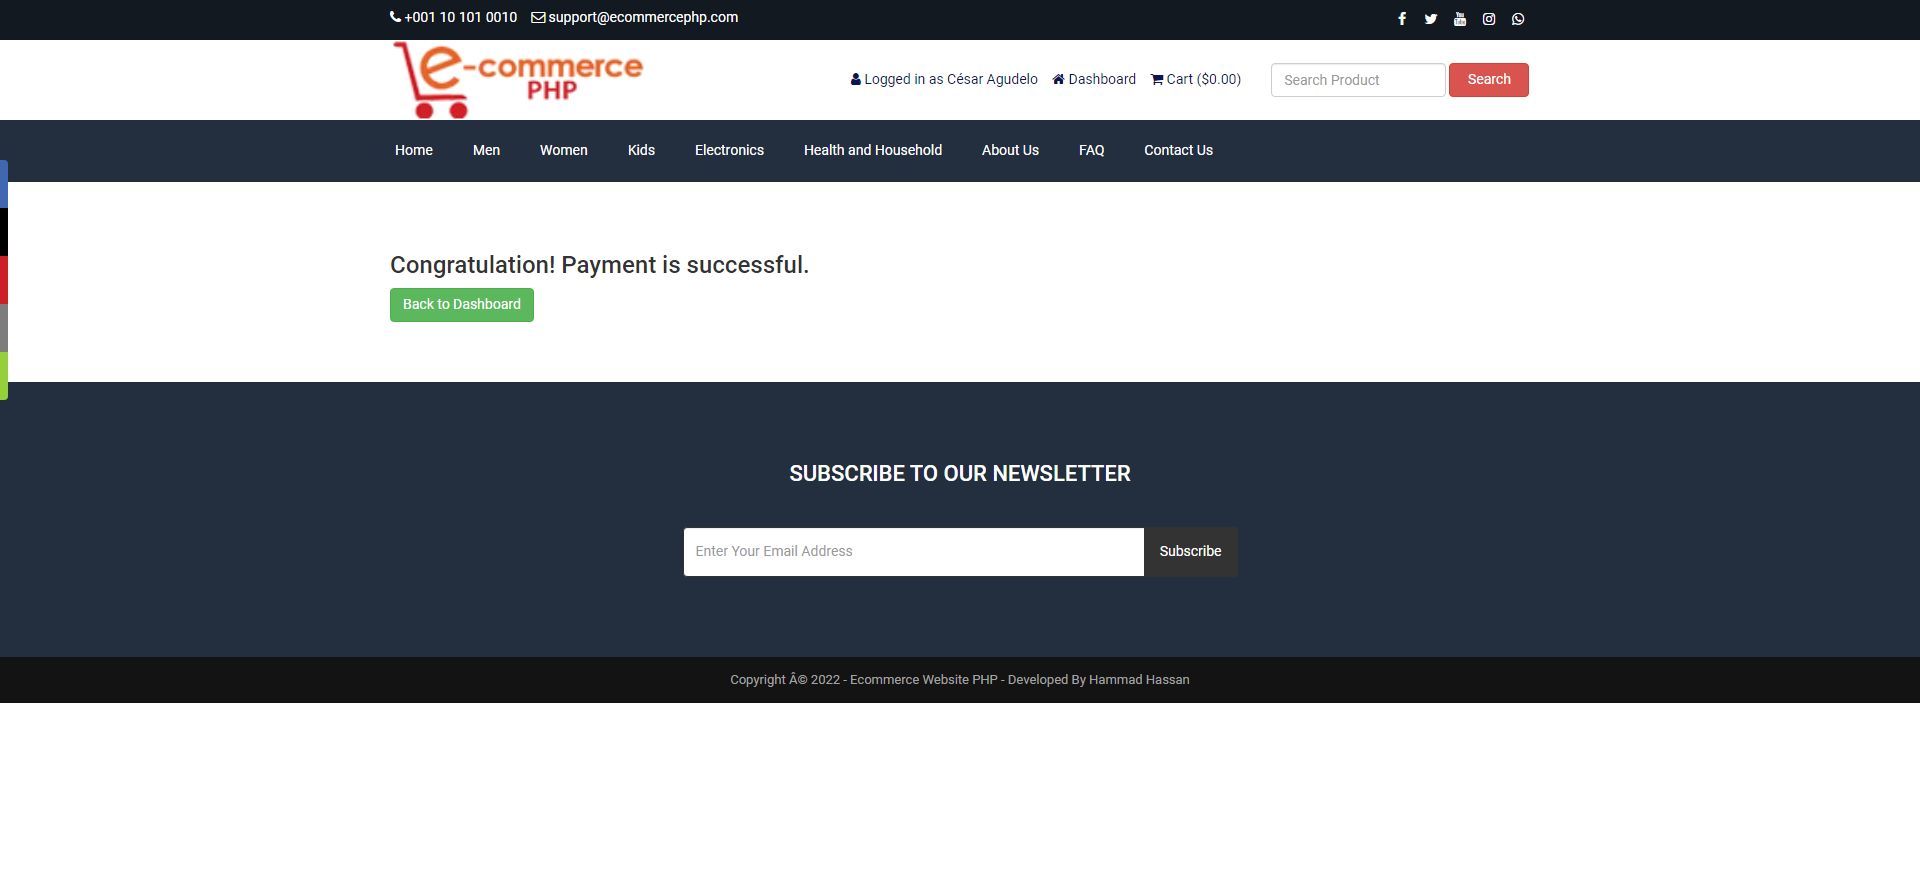 +001 10 101 0010 support@ecommercephp.com
e-commerce
PHP
Logged in as César Agudelo Dashboard Cart ($0.00) Search Product Search
Home Men Women Kids Electronics Health and Household About Us FAQ Contact Us
Congratulation! Payment is successful.
Back to Dashboard
SUBSCRIBE TO OUR NEWSLETTER
Enter Your Email Address Subscribe
Copyright Â© 2022 - Ecommerce Website PHP - Developed By Hammad Hassan